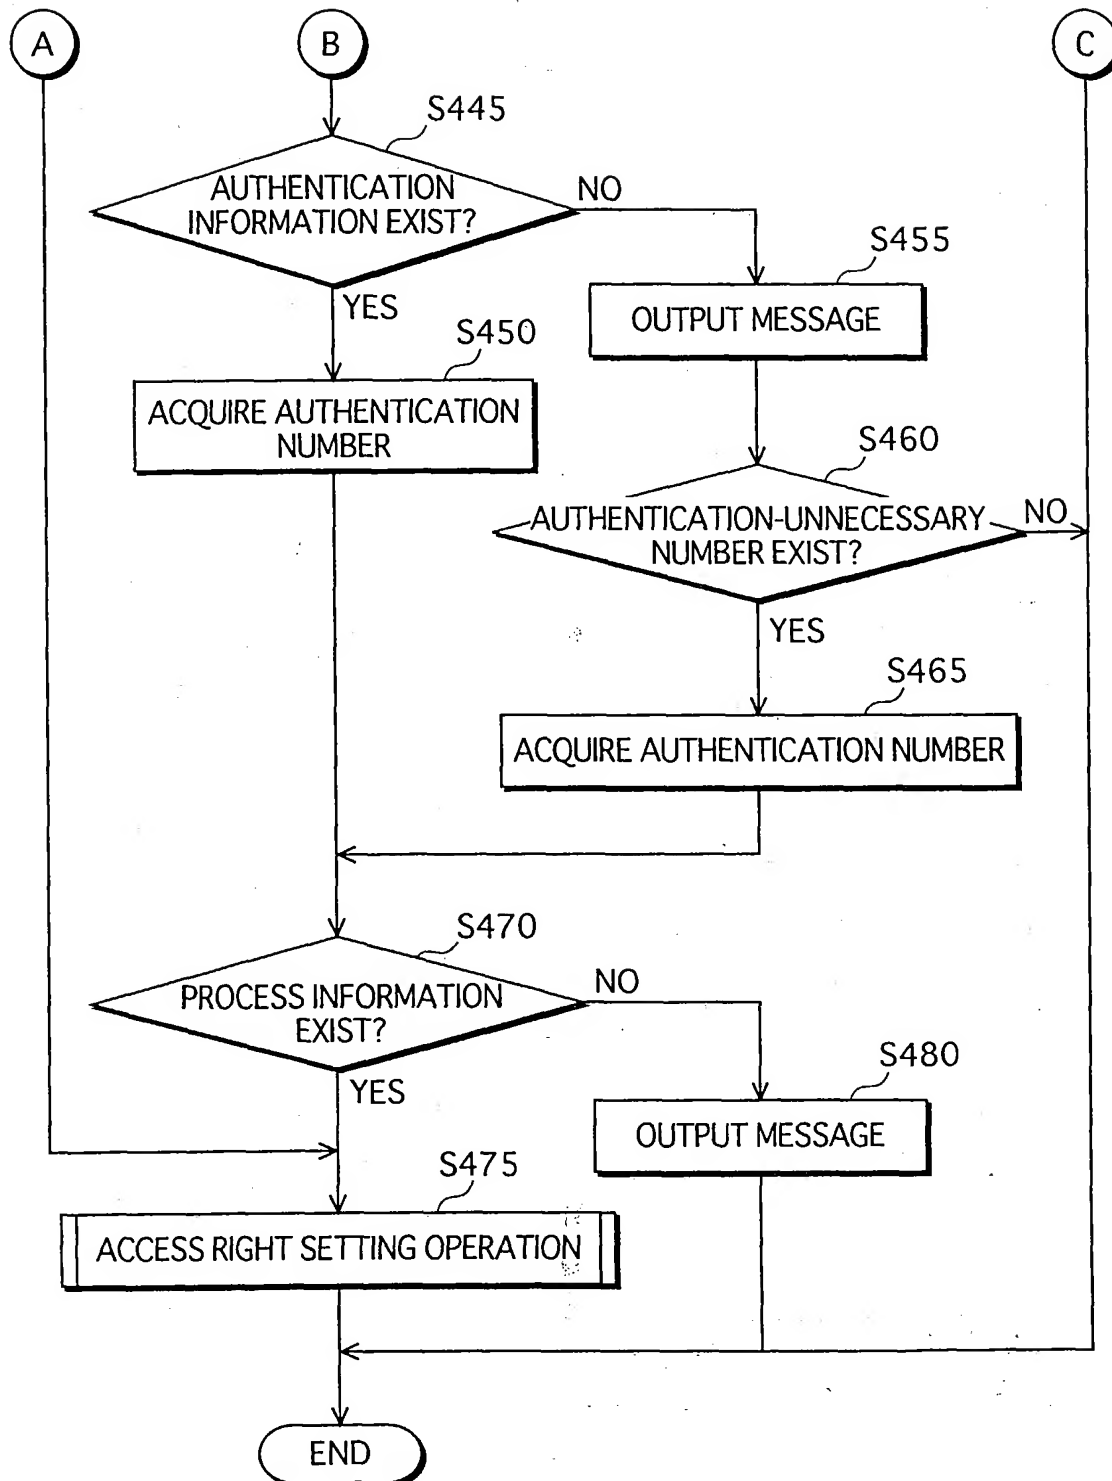 A
B
C
S445
AUTHENTICATION
INFORMATION EXIST?
NO
YES
S455
OUTPUT MESSAGE
S450
ACQUIRE AUTHENTICATION
NUMBER
S460
AUTHENTICATION-UNNECESSARY
NUMBER EXIST?
NO
YES
S465
ACQUIRE AUTHENTICATION NUMBER
S470
PROCESS INFORMATION
EXIST?
NO
YES
S480
OUTPUT MESSAGE
S475
ACCESS RIGHT SETTING OPERATION
END